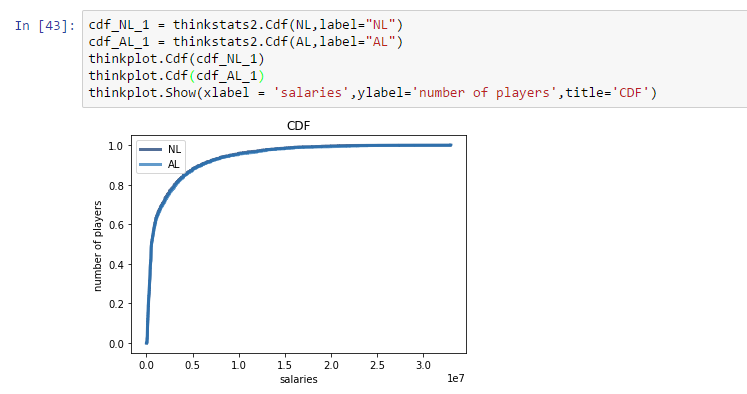 In [43]: cdf_NL_1 = thinkstats2.Cdf(NL,label="NL")
cdf_AL_1 = thinkstats2.Cdf(AL,label="AL")
thinkplot.Cdf(cdf_NL_1)
thinkplot.Cdf(cdf_AL_1)
thinkplot.Show(xlabel = 'salaries',ylabel='number of players',title='CDF')
CDF
NL
AL
1.0
0.8
0.6
0.4
0.2
0.0
number of players
0.0 0.5 1.0 1.5 2.0 2.5 3.0
salaries
1e7